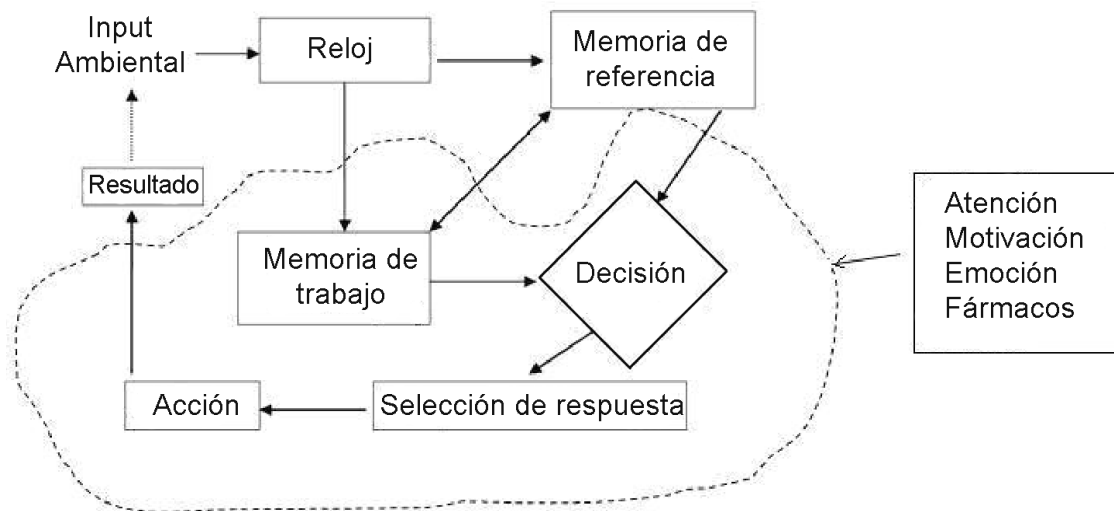 Input
Ambiental
Reloj
Memoria de
referencia
Resultado
Memoria de
trabajo
Decisión
Atención
Motivación
Emoción
Fármacos
Acción
Selección de respuesta